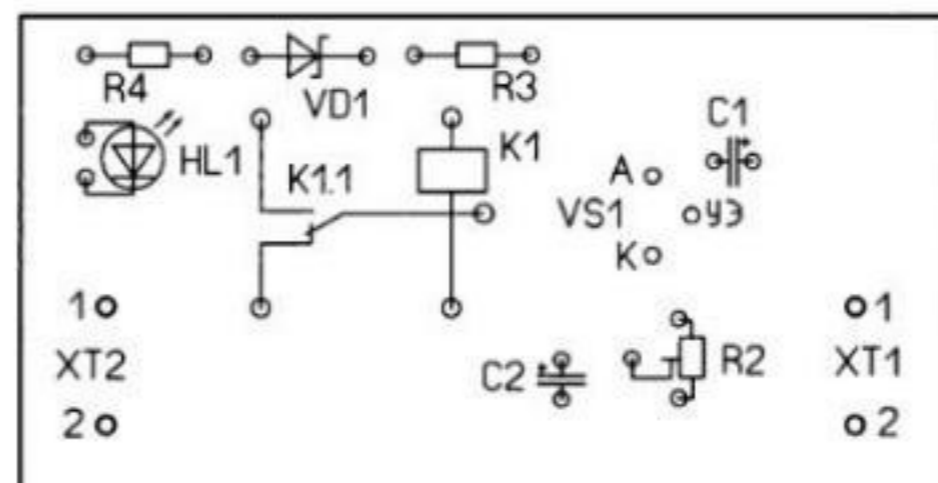 R4
VD1
R3
C1
HL1
K1.1
K1
A
VS1
УЭ
K
1
XT2
2
C2
R2
1
XT1
2